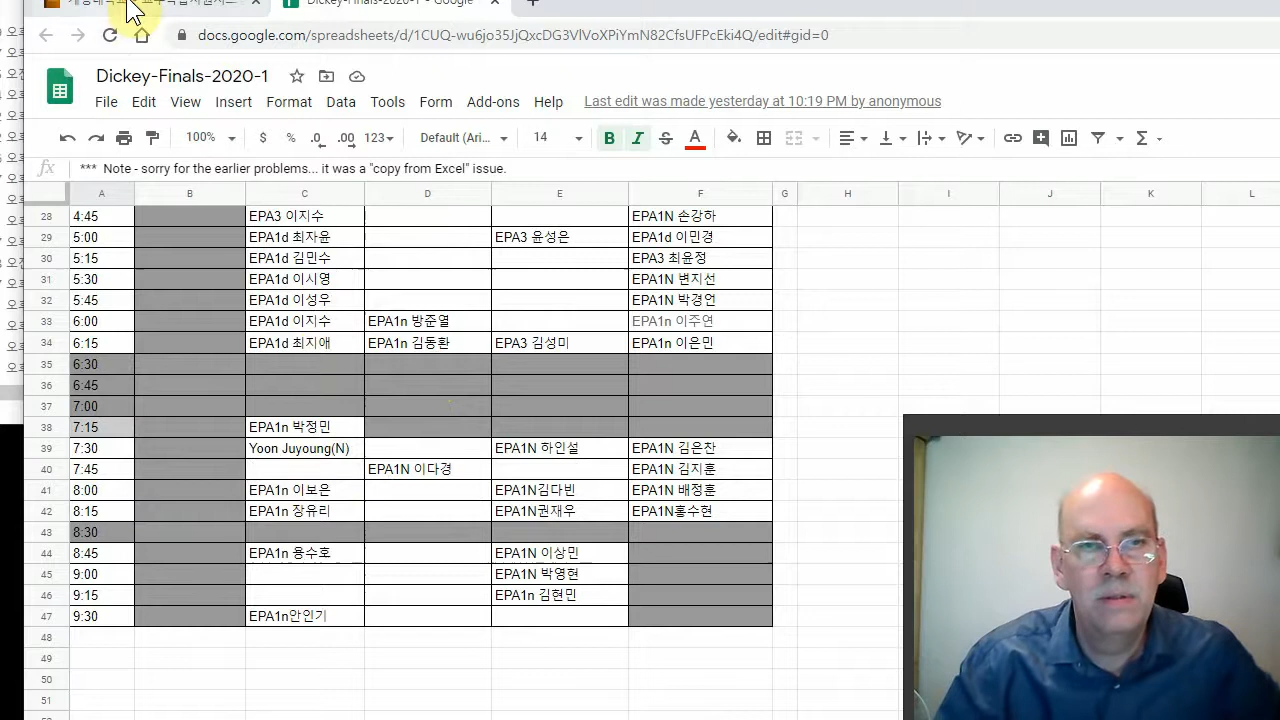 Dickey-Finals-2020-1 - Google
docs.google.com/spreadsheets/d/1CUQ-wu6jo35JjQxcDG3VlVoXPiYmN82CfsUFPcEki4Q/edit#gid=0
Dickey-Finals-2020-1
File Edit View Insert Format Data Tools Form Add-ons Help Last edit was made yesterday at 10:19 PM by anonymous
100% $ % .0 .00 123 Default (Ari... 14 B I S A Σ
fx *** Note - sorry for the earlier problems... it was a "copy from Excel" issue.
A B C D E F G H I J K L
28 4:45 EPA3 이지수 EPA1N 손강하
29 5:00 EPA1d 최자윤 EPA3 윤성은 EPA1d 이민경
30 5:15 EPA1d 김민수 EPA3 최윤정
31 5:30 EPA1d 이시영 EPA1N 변지선
32 5:45 EPA1d 이성우 EPA1N 박경언
33 6:00 EPA1d 이지수 EPA1n 방준열 EPA1n 이주연
34 6:15 EPA1d 최지애 EPA1n 김동환 EPA3 김성미 EPA1n 이은민
35 6:30
36 6:45
37 7:00
38 7:15 EPA1n 박정민
39 7:30 Yoon Juyoung(N) EPA1N 하인설 EPA1N 김은찬
40 7:45 EPA1N 이다경 EPA1N 김지훈
41 8:00 EPA1n 이보은 EPA1N김다빈 EPA1N 배정훈
42 8:15 EPA1n 장유리 EPA1N권재우 EPA1N홍수현
43 8:30
44 8:45 EPA1n 용수호 EPA1N 이상민
45 9:00 EPA1N 박영현
46 9:15 EPA1n 김현민
47 9:30 EPA1n안인기
48
49
50
51